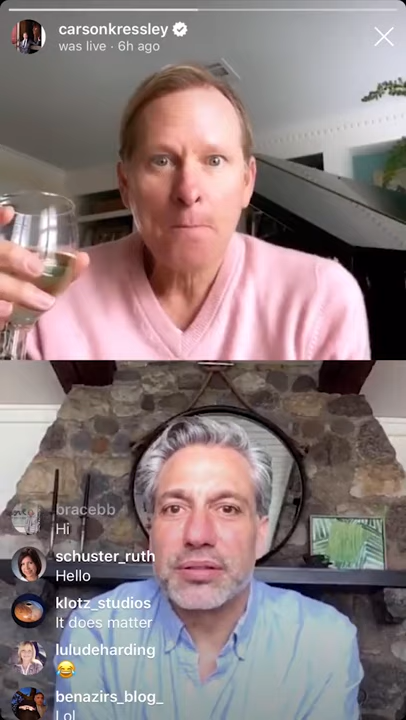 carsonkressley
was live · 6h ago
bracebb
Hi
schuster_ruth
Hello
klotz_studios
It does matter
luludeharding
😂
benazirs_blog_
Lol